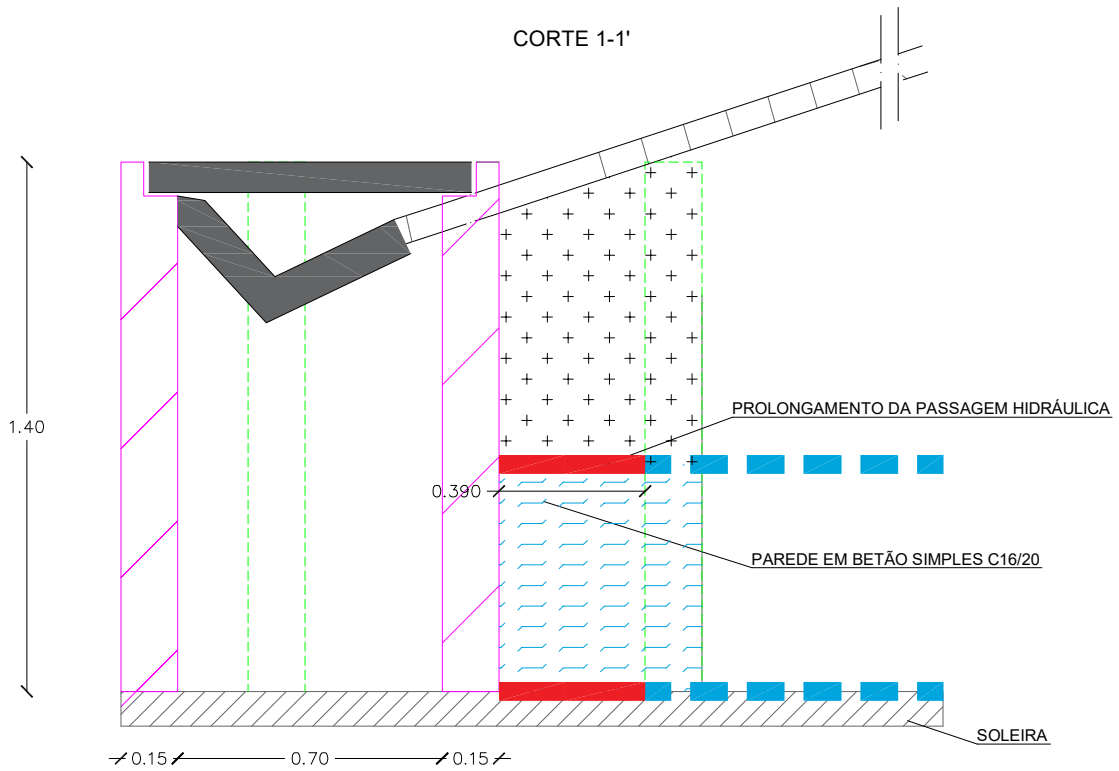 CORTE 1-1'
PROLONGAMENTO DA PASSAGEM HIDRÁULICA
1.40
0.390
PAREDE EM BETÃO SIMPLES C16/20
SOLEIRA
0.15
0.70
0.15